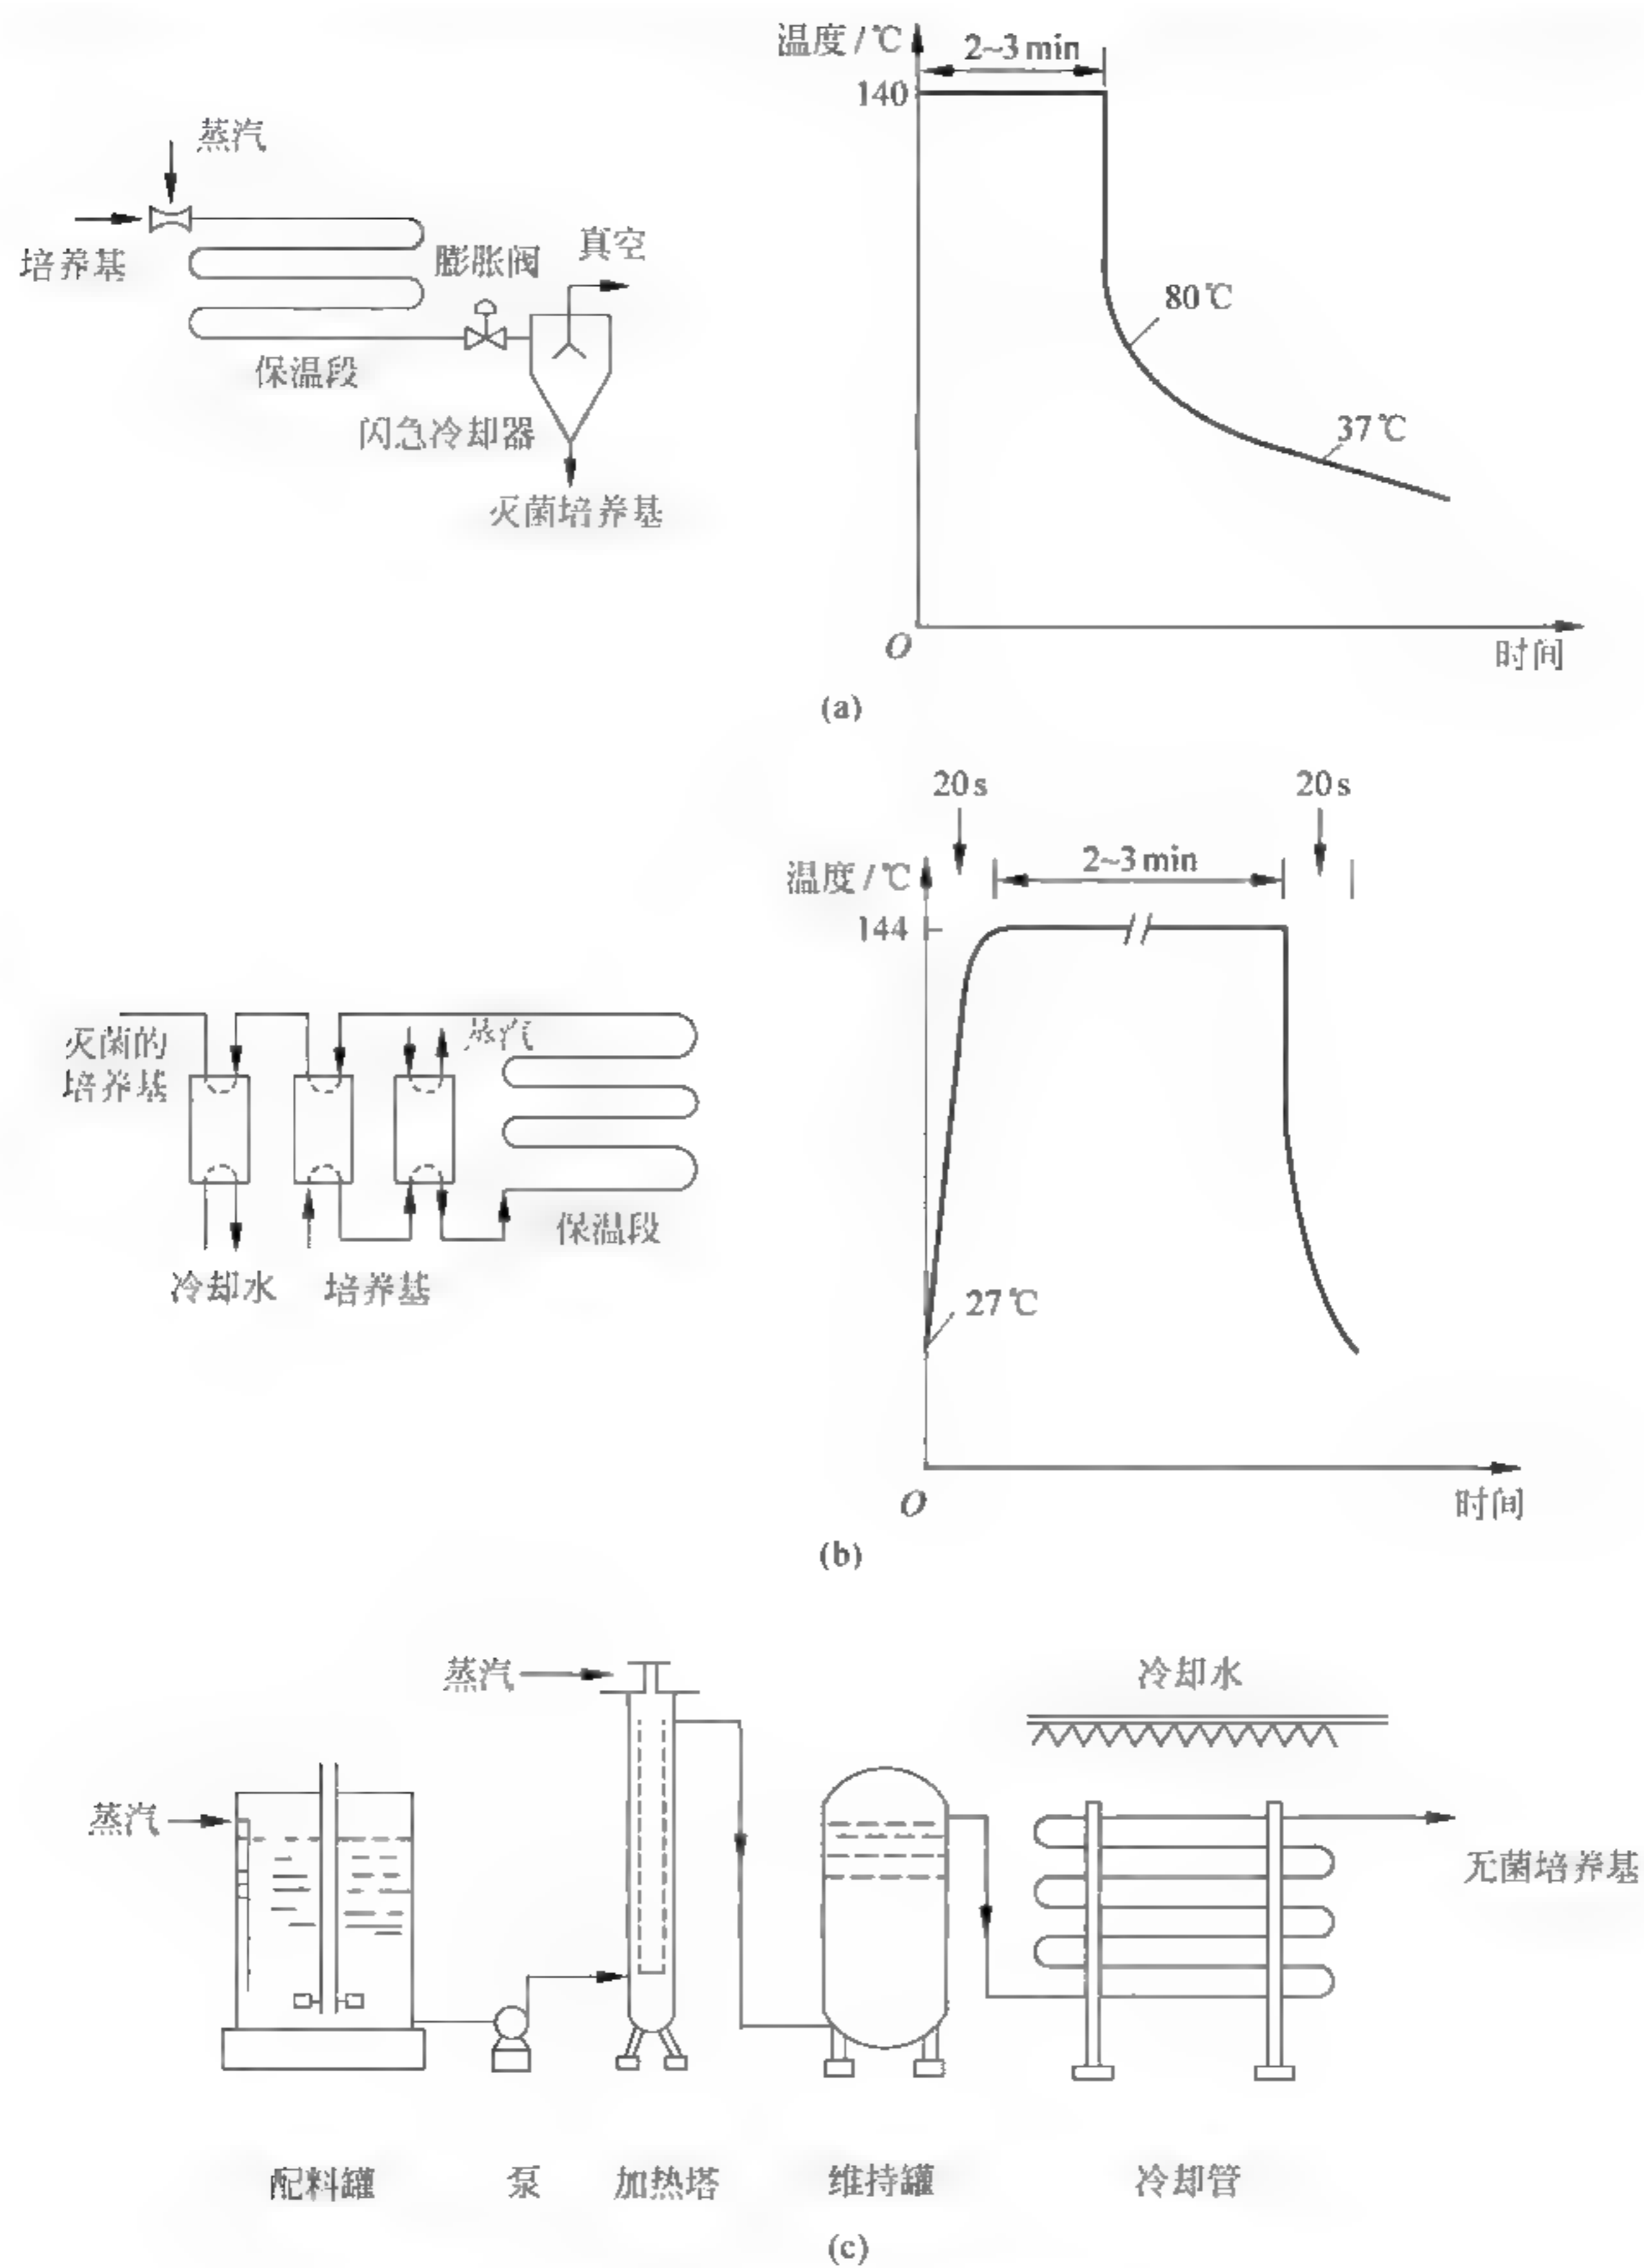 温度/℃
2~3 min
140
蒸汽
培养基
膨胀阀
真空
80℃
保温段
37℃
闪急冷却器
灭菌培养基
O
时间
(a)
20 s
20 s
温度/℃
2~3 min
144
灭菌的
培养基
蒸汽
保温段
冷却水
培养基
27℃
O
时间
(b)
蒸汽
冷却水
蒸汽
无菌培养基
配料罐
泵
加热塔
维持罐
冷却管
(c)